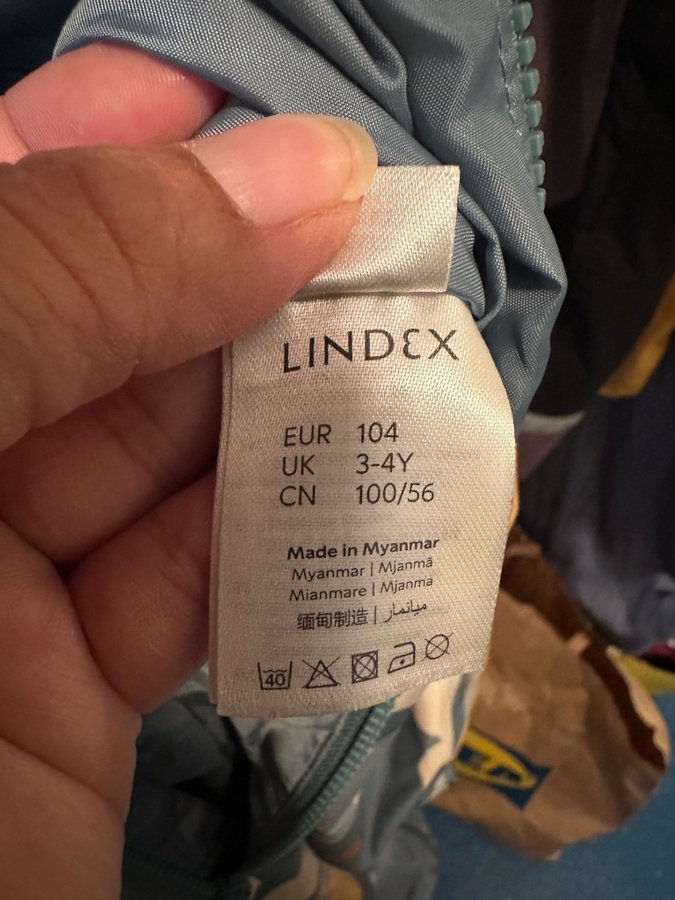 LINDEX
EUR 104
UK 3-4Y
CN 100/56
Made in Myanmar
Myanmar | Mjanmā
Mianmare | Mjanma
缅甸制造 | ميانمار
40